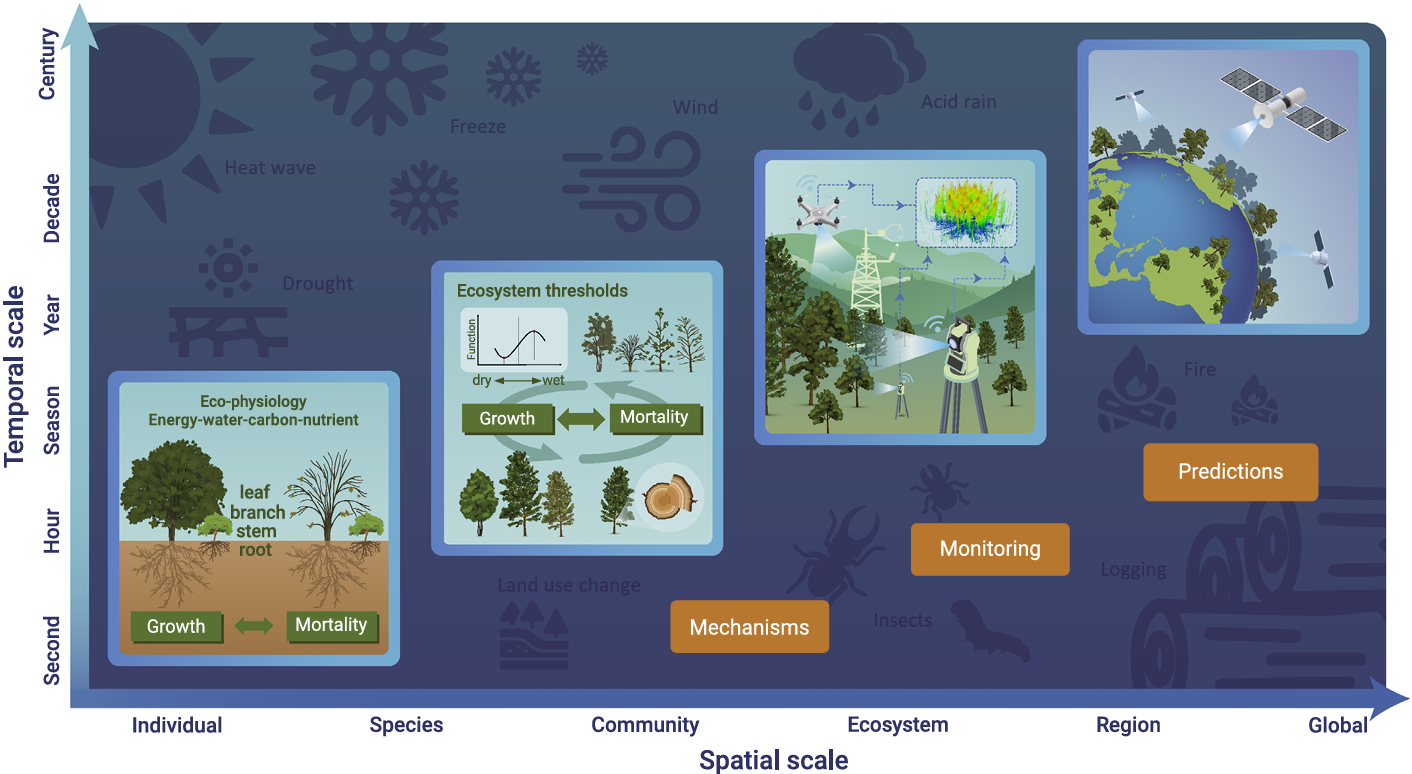 Century
Decade
Year
Season
Hour
Second
Temporal scale
Heat wave
Freeze
Wind
Acid rain
Drought
Fire
Logging
Insects
Land use change
Eco-physiology
Energy-water-carbon-nutrient
leaf
branch
stem
root
Growth
Mortality
Ecosystem thresholds
Function
dry
wet
Growth
Mortality
Mechanisms
Monitoring
Predictions
Individual
Species
Community
Ecosystem
Region
Global
Spatial scale